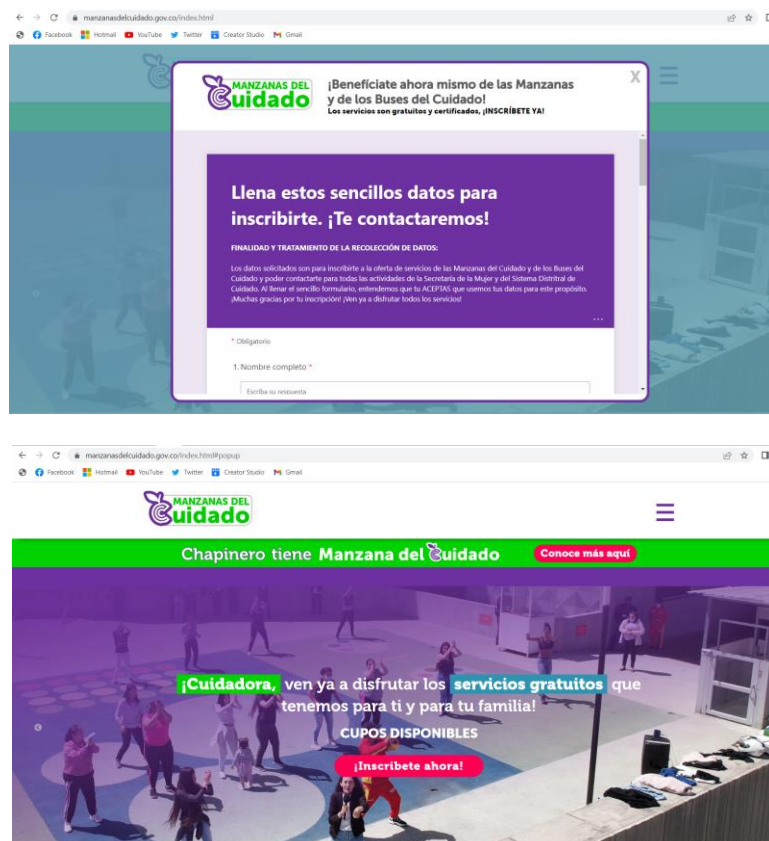 manzanasdelcuidado.gov.co/index.html
Facebook Hotmail YouTube Twitter Creator Studio Gmail
MANZANAS DEL
Cuidado
¡Benefíciate ahora mismo de las Manzanas
y de los Buses del Cuidado!
Los servicios son gratuitos y certificados, ¡INSCRÍBETE YA!
X
Llena estos sencillos datos para
inscribirte. ¡Te contactaremos!
FINALIDAD Y TRATAMIENTO DE LA RECOLECCIÓN DE DATOS:
Los datos solicitados son para inscribirte a la oferta de servicios de las Manzanas del Cuidado y de los Buses del
Cuidado y poder contactarte para todas las actividades de la Secretaría de la Mujer y del Sistema Distrital de
Cuidado. Al llenar el sencillo formulario, entendemos que tu ACEPTAS que usemos tus datos para este propósito.
¡Muchas gracias por tu inscripción! ¡Ven ya a disfrutar todos los servicios!
...
* Obligatorio
1. Nombre completo *
Escriba su respuesta
manzanasdelcuidado.gov.co/index.html#popup
Facebook Hotmail YouTube Twitter Creator Studio Gmail
MANZANAS DEL
Cuidado
Chapinero tiene Manzana del Cuidado Conoce más aquí
¡Cuidadora, ven ya a disfrutar los servicios gratuitos que
tenemos para ti y para tu familia!
CUPOS DISPONIBLES
¡Inscríbete ahora!